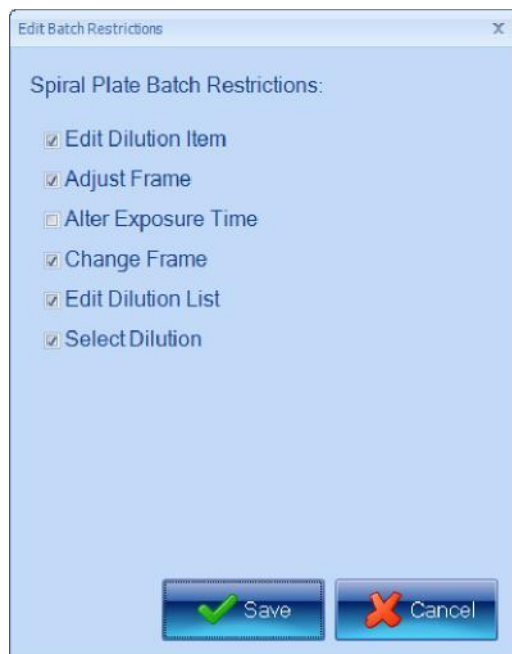 Edit Batch Restrictions
x
Spiral Plate Batch Restrictions:
Edit Dilution Item
Adjust Frame
Alter Exposure Time
Change Frame
Edit Dilution List
Select Dilution
Save
Cancel